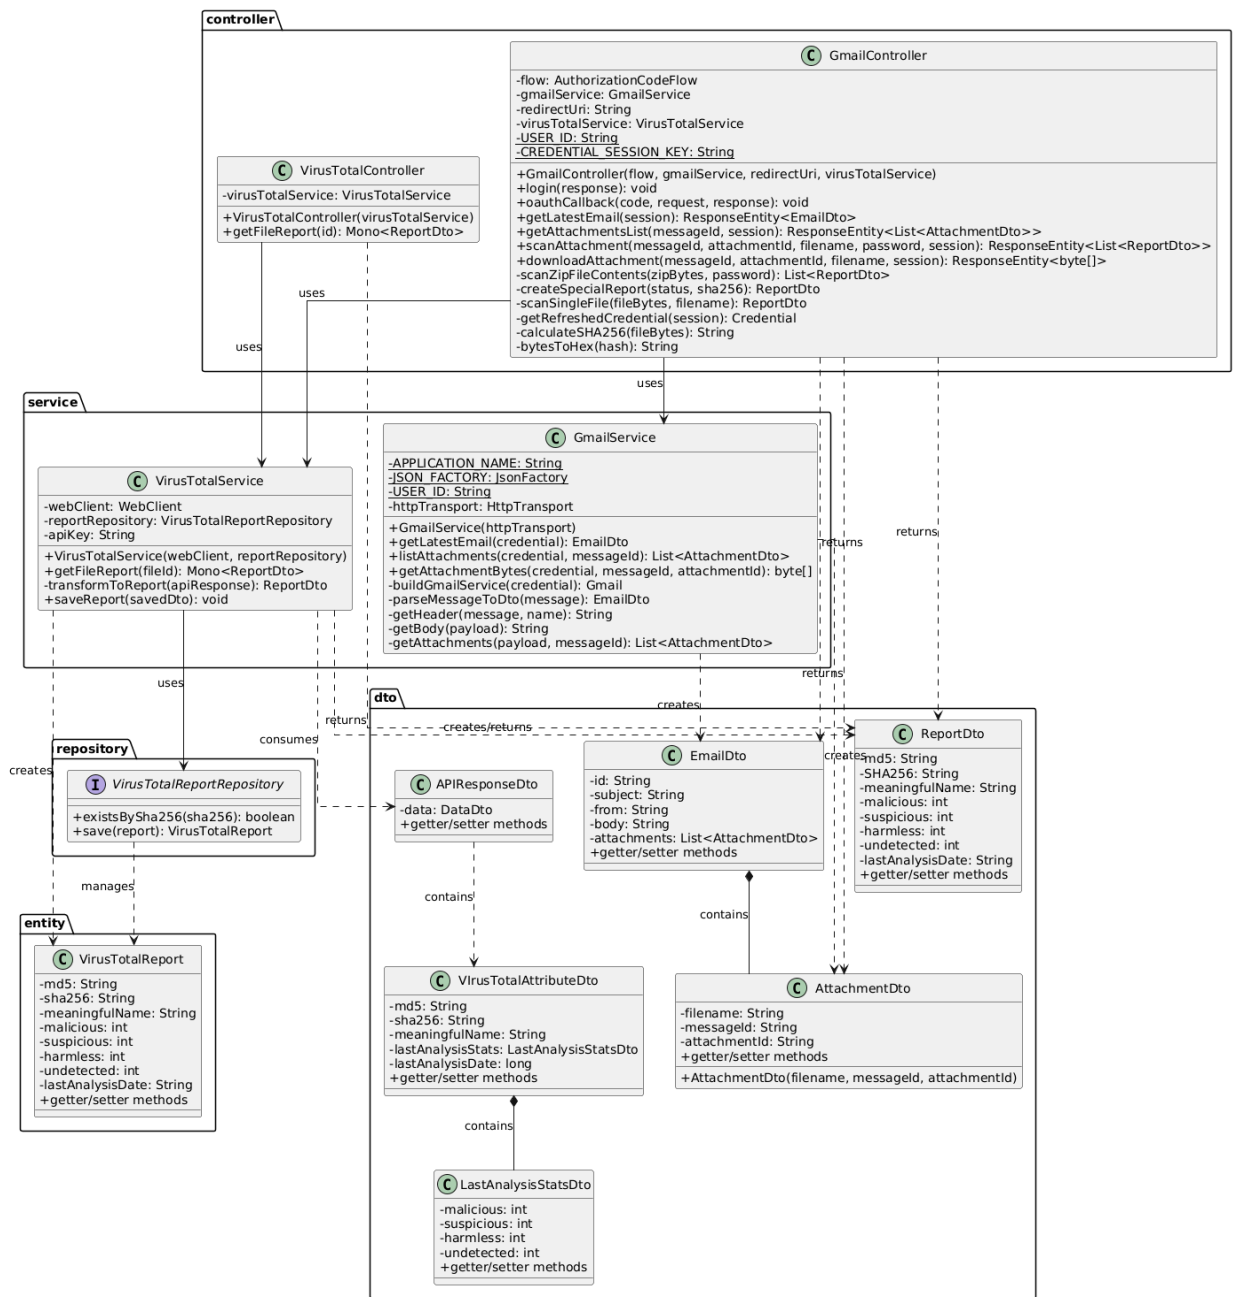 controller
C GmailController
-flow: AuthorizationCodeFlow
-gmailService: GmailService
-redirectUri: String
-virusTotalService: VirusTotalService
-USER_ID: String
-CREDENTIAL_SESSION_KEY: String
+GmailController(flow, gmailService, redirectUri, virusTotalService)
+login(response): void
+oauthCallback(code, request, response): void
+getLatestEmail(session): ResponseEntity<EmailDto>
+getAttachmentsList(messageId, session): ResponseEntity<List<AttachmentDto>>
+scanAttachment(messageId, attachmentId, filename, password, session): ResponseEntity<List<ReportDto>>
+downloadAttachment(messageId, attachmentId, filename, session): ResponseEntity<byte[]>
-scanZipFileContents(zipBytes, password): List<ReportDto>
-createSpecialReport(status, sha256): ReportDto
-scanSingleFile(fileBytes, filename): ReportDto
-getRefreshedCredential(session): Credential
-calculateSHA256(fileBytes): String
-bytesToHex(hash): String
C VirusTotalController
-virusTotalService: VirusTotalService
+VirusTotalController(virusTotalService)
+getFileReport(id): Mono<ReportDto>
uses
uses
uses
service
C VirusTotalService
-webClient: WebClient
-reportRepository: VirusTotalReportRepository
-apiKey: String
+VirusTotalService(webClient, reportRepository)
+getFileReport(fileId): Mono<ReportDto>
-transformToReport(apiResponse): ReportDto
+saveReport(savedDto): void
C GmailService
-APPLICATION_NAME: String
-JSON_FACTORY: JsonFactory
-USER_ID: String
-httpTransport: HttpTransport
+GmailService(httpTransport)
+getLatestEmail(credential): EmailDto
+listAttachments(credential, messageId): List<AttachmentDto>
+getAttachmentBytes(credential, messageId, attachmentId): byte[]
-buildGmailService(credential): Gmail
-parseMessageToDto(message): EmailDto
-getHeader(message, name): String
-getBody(payload): String
-getAttachments(payload, messageId): List<AttachmentDto>
returns
returns
returns
uses
creates
returns
creates/returns
consumes
creates
creates
repository
I VirusTotalReportRepository
+existsBySha256(sha256): boolean
+save(report): VirusTotalReport
manages
entity
C VirusTotalReport
-md5: String
-sha256: String
-meaningfulName: String
-malicious: int
-suspicious: int
-harmless: int
-undetected: int
-lastAnalysisDate: String
+getter/setter methods
dto
C APIResponseDto
-data: DataDto
+getter/setter methods
C EmailDto
-id: String
-subject: String
-from: String
-body: String
-attachments: List<AttachmentDto>
+getter/setter methods
C ReportDto
-md5: String
-SHA256: String
-meaningfulName: String
-malicious: int
-suspicious: int
-harmless: int
-undetected: int
-lastAnalysisDate: String
+getter/setter methods
contains
contains
C VIrusTotalAttributeDto
-md5: String
-sha256: String
-meaningfulName: String
-lastAnalysisStats: LastAnalysisStatsDto
-lastAnalysisDate: long
+getter/setter methods
C AttachmentDto
-filename: String
-messageId: String
-attachmentId: String
+getter/setter methods
+AttachmentDto(filename, messageId, attachmentId)
contains
C LastAnalysisStatsDto
-malicious: int
-suspicious: int
-harmless: int
-undetected: int
+getter/setter methods